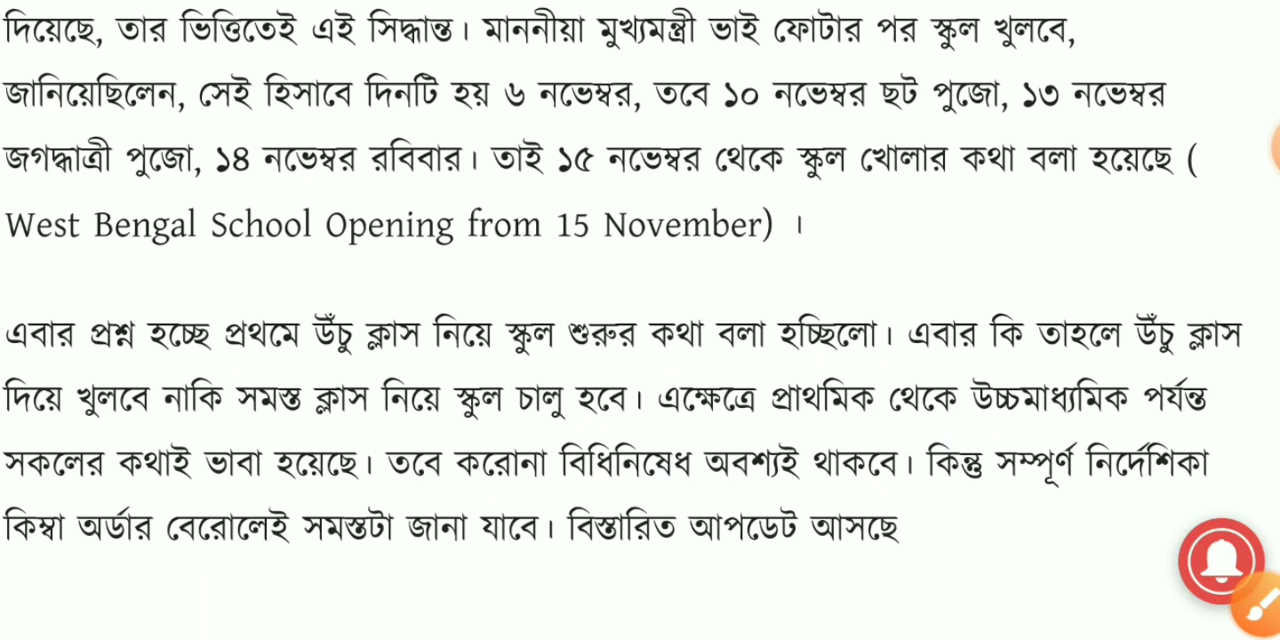 দিয়েছে, তার ভিত্তিতেই এই সিদ্ধান্ত। মাননীয়া মুখ্যমন্ত্রী ভাই ফোটার পর স্কুল খুলবে,
জানিয়েছিলেন, সেই হিসাবে দিনটি হয় ৬ নভেম্বর, তবে ১০ নভেম্বর ছট পুজো, ১৩ নভেম্বর
জগদ্ধাত্রী পুজো, ১৪ নভেম্বর রবিবার। তাই ১৫ নভেম্বর থেকে স্কুল খোলার কথা বলা হয়েছে (
West Bengal School Opening from 15 November) ।
এবার প্রশ্ন হচ্ছে প্রথমে উঁচু ক্লাস নিয়ে স্কুল শুরুর কথা বলা হচ্ছিলো। এবার কি তাহলে উঁচু ক্লাস
দিয়ে খুলবে নাকি সমস্ত ক্লাস নিয়ে স্কুল চালু হবে। এক্ষেত্রে প্রাথমিক থেকে উচ্চমাধ্যমিক পর্যন্ত
সকলের কথাই ভাবা হয়েছে। তবে করোনা বিধিনিষেধ অবশ্যই থাকবে। কিন্তু সম্পূর্ণ নির্দেশিকা
কিম্বা অর্ডার বেরোলেই সমস্তটা জানা যাবে। বিস্তারিত আপডেট আসছে